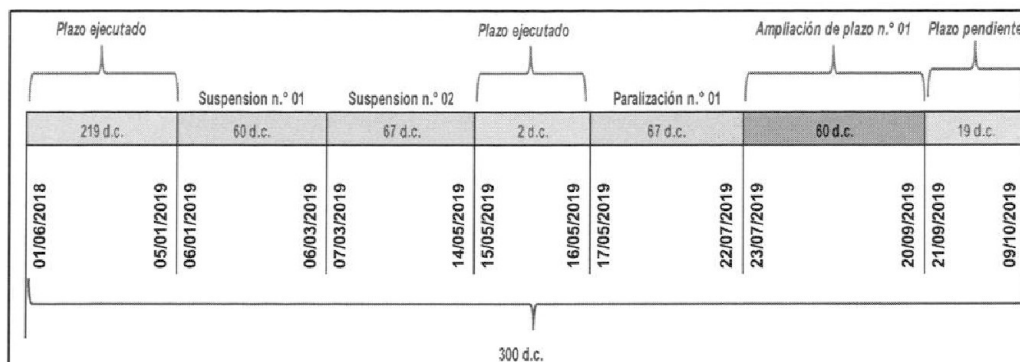 Plazo ejecutado Plazo ejecutado Ampliación de plazo n.° 01 Plazo pendiente
Suspension n.° 01 Suspension n.° 02 Paralización n.° 01
219 d.c. 60 d.c. 67 d.c. 2 d.c. 67 d.c. 60 d.c. 19 d.c.
01/06/2018 05/01/2019 06/01/2019 06/03/2019 07/03/2019 14/05/2019 15/05/2019 16/05/2019 17/05/2019 22/07/2019 23/07/2019 20/09/2019 21/09/2019 09/10/2019
300 d.c.